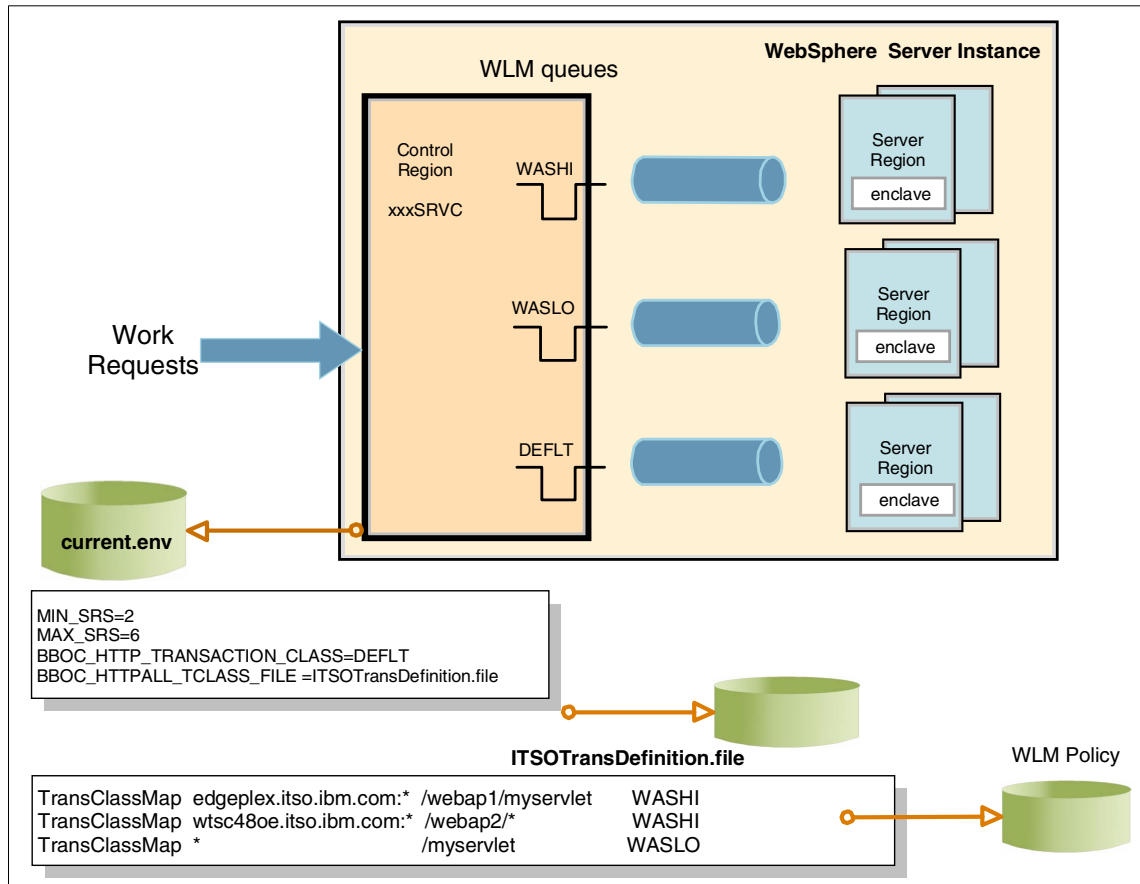 WebSphere Server Instance
WLM queues
Control
Region
xxxSRVC
WASHI
WASLO
DEFLT
Server
Region
enclave
Server
Region
enclave
Server
Region
enclave
Work
Requests
current.env
MIN_SRS=2
MAX_SRS=6
BBOC_HTTP_TRANSACTION_CLASS=DEFLT
BBOC_HTTPALL_TCLASS_FILE =ITSOTransDefinition.file
ITSOTransDefinition.file
WLM Policy
TransClassMap edgeplex.itso.ibm.com:* /webap1/myservlet WASHI
TransClassMap wtsc48oe.itso.ibm.com:* /webap2/* WASHI
TransClassMap * /myservlet WASLO